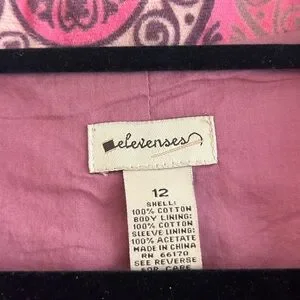 elevenses
12
SHELL:
100% COTTON
BODY LINING:
100% COTTON
SLEEVE LINING:
100% ACETATE
MADE IN CHINA
RN 66170
SEE REVERSE
FOR CARE